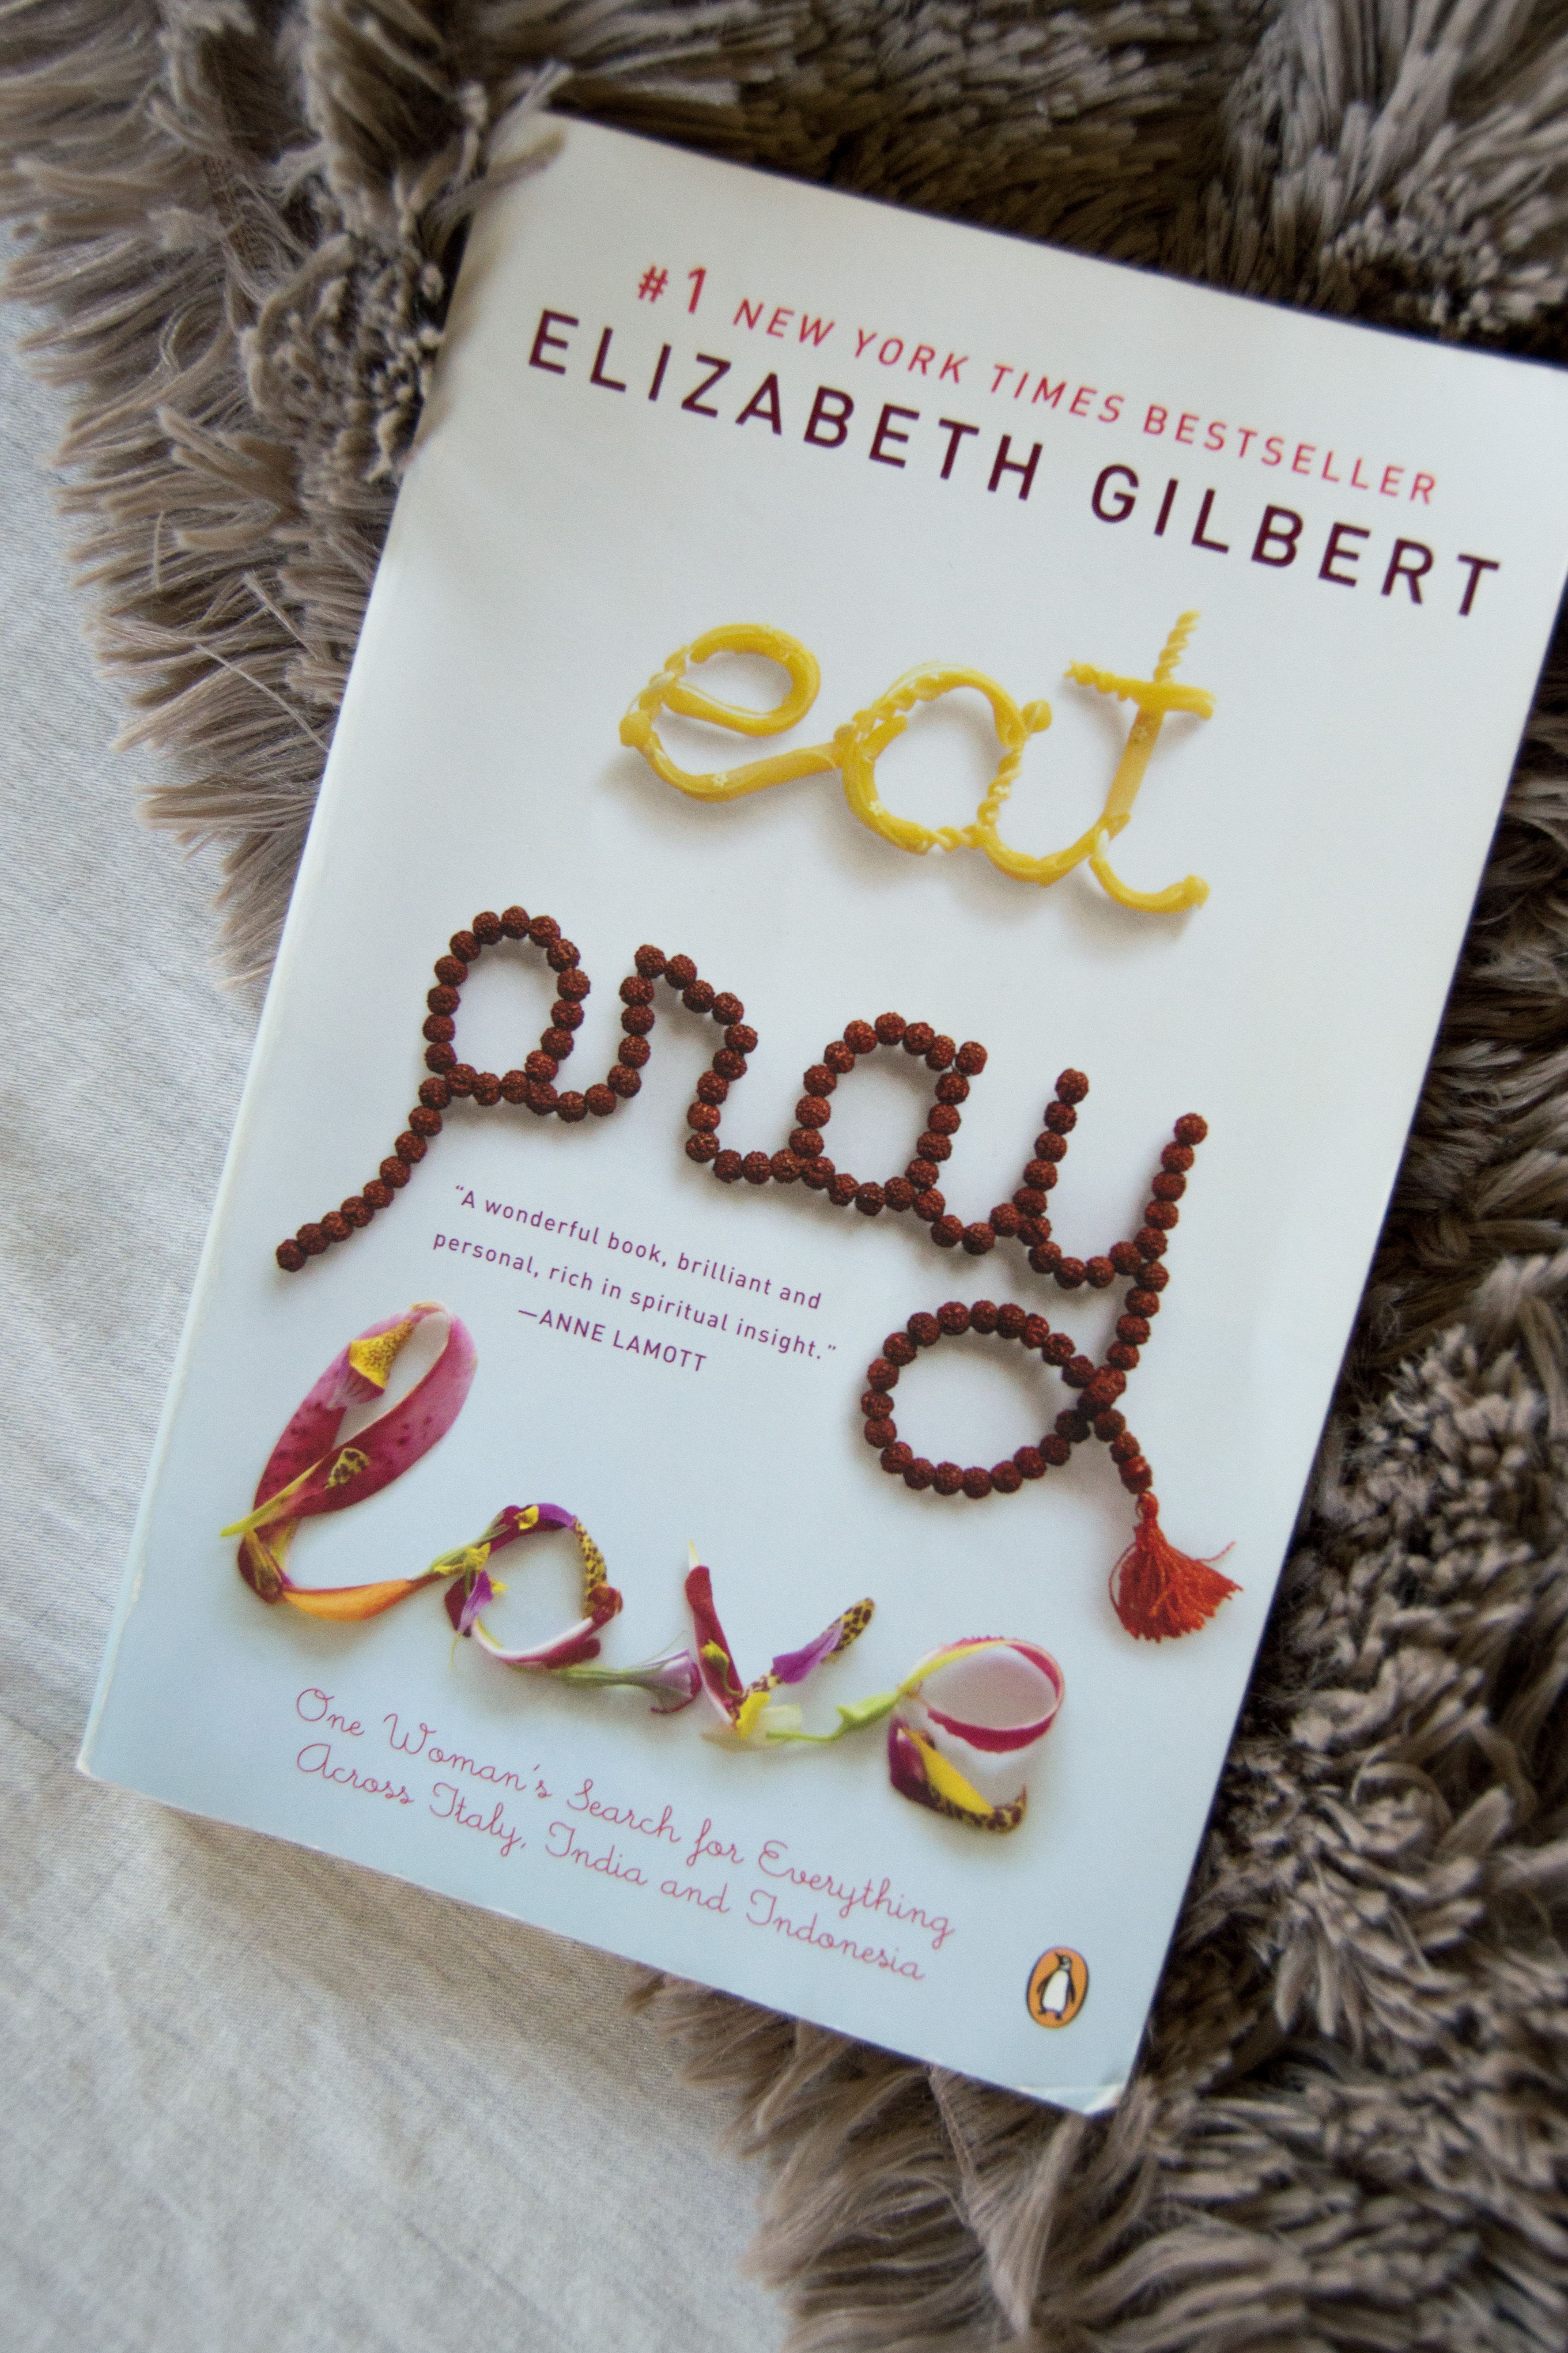 #1 NEW YORK TIMES BESTSELLER
ELIZABETH GILBERT
eat
pray
"A wonderful book, brilliant and
personal, rich in spiritual insight."
—ANNE LAMOTT
love
One Woman's Search for Everything
Across Italy, India and Indonesia